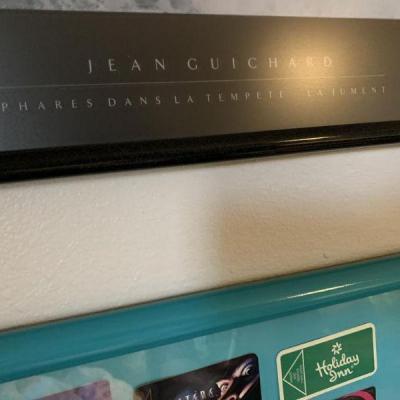 JEAN GUICHARD
PHARES DANS LA TEMPETE - LA JUMENT
Holiday
Inn